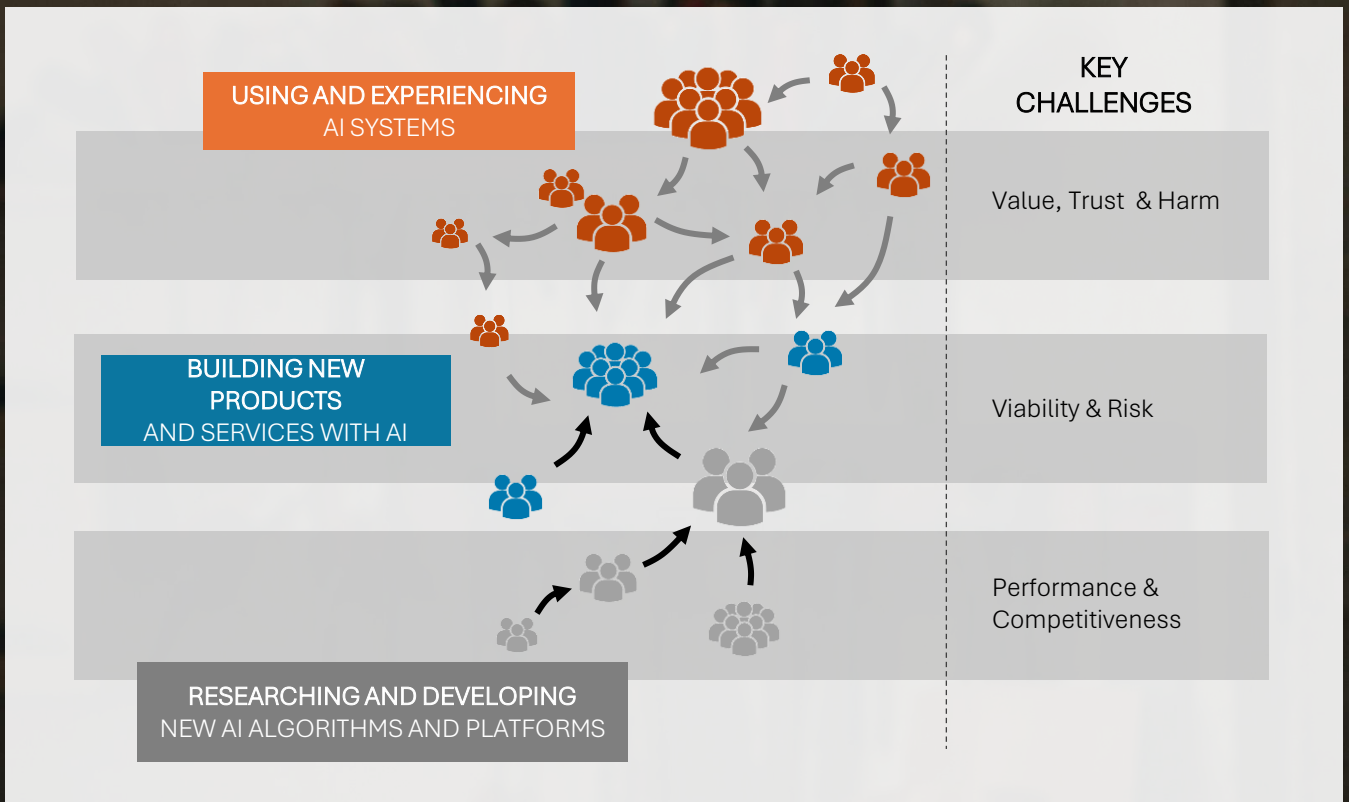 USING AND EXPERIENCING
AI SYSTEMS
KEY
CHALLENGES
Value, Trust & Harm
BUILDING NEW
PRODUCTS
AND SERVICES WITH AI
Viability & Risk
Performance &
Competitiveness
RESEARCHING AND DEVELOPING
NEW AI ALGORITHMS AND PLATFORMS